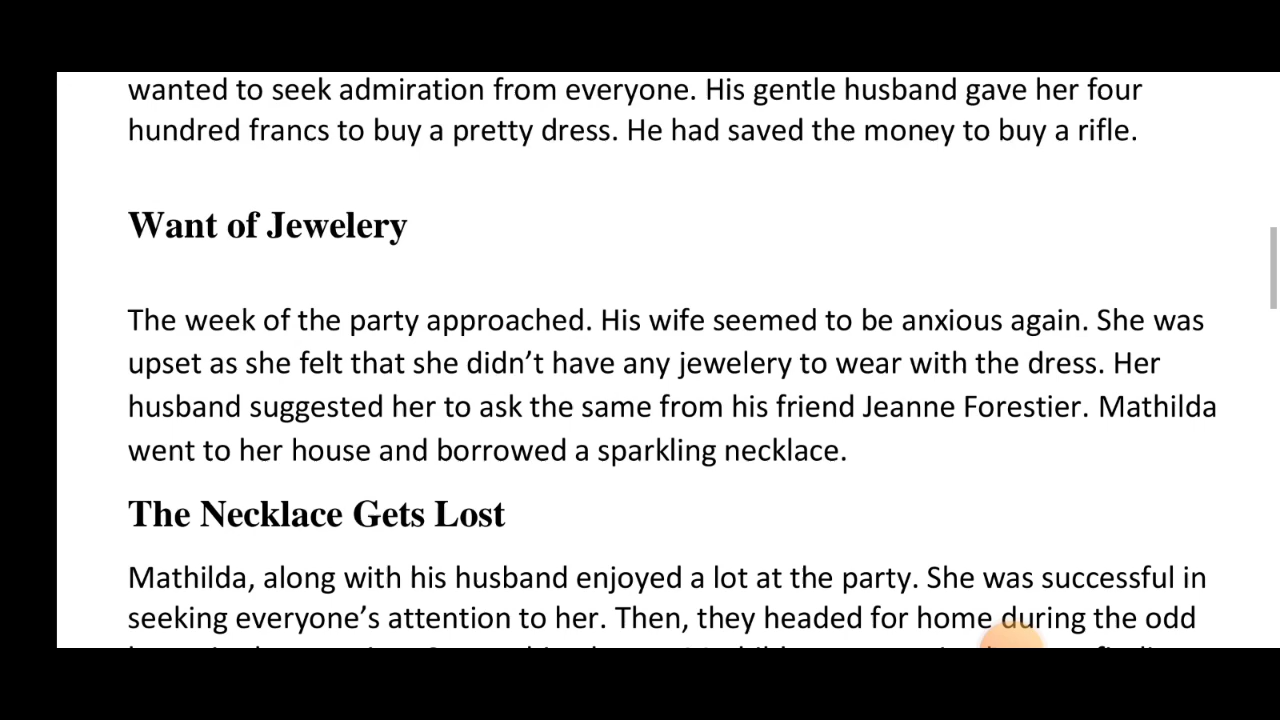 wanted to seek admiration from everyone. His gentle husband gave her four
hundred francs to buy a pretty dress. He had saved the money to buy a rifle.
Want of Jewelery
The week of the party approached. His wife seemed to be anxious again. She was
upset as she felt that she didn’t have any jewelery to wear with the dress. Her
husband suggested her to ask the same from his friend Jeanne Forestier. Mathilda
went to her house and borrowed a sparkling necklace.
The Necklace Gets Lost
Mathilda, along with his husband enjoyed a lot at the party. She was successful in
seeking everyone’s attention to her. Then, they headed for home during the odd